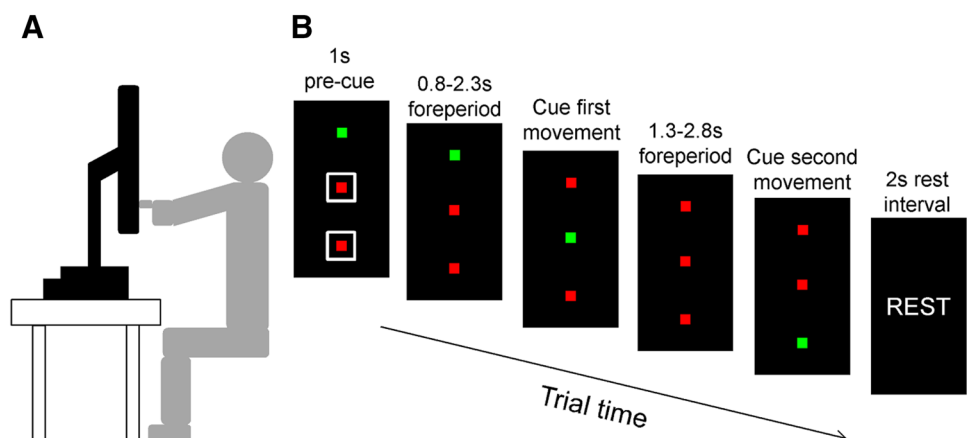 A
B
1s
pre-cue
0.8-2.3s
foreperiod
Cue first
movement
1.3-2.8s
foreperiod
Cue second
movement
2s rest
interval
REST
Trial time